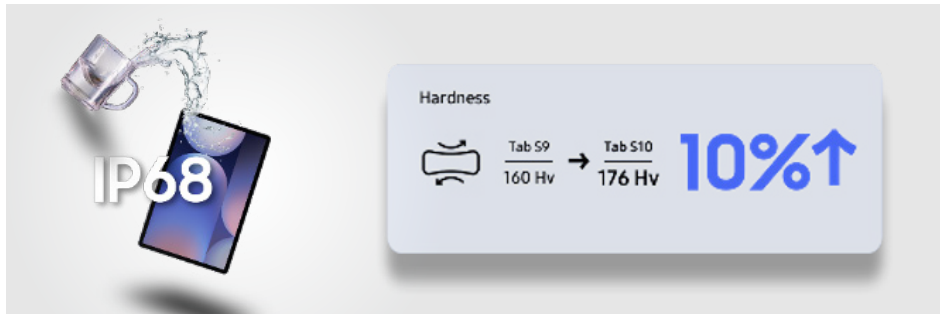 IP68
Hardness
Tab S9
160 Hv
→
Tab S10
176 Hv
10%↑